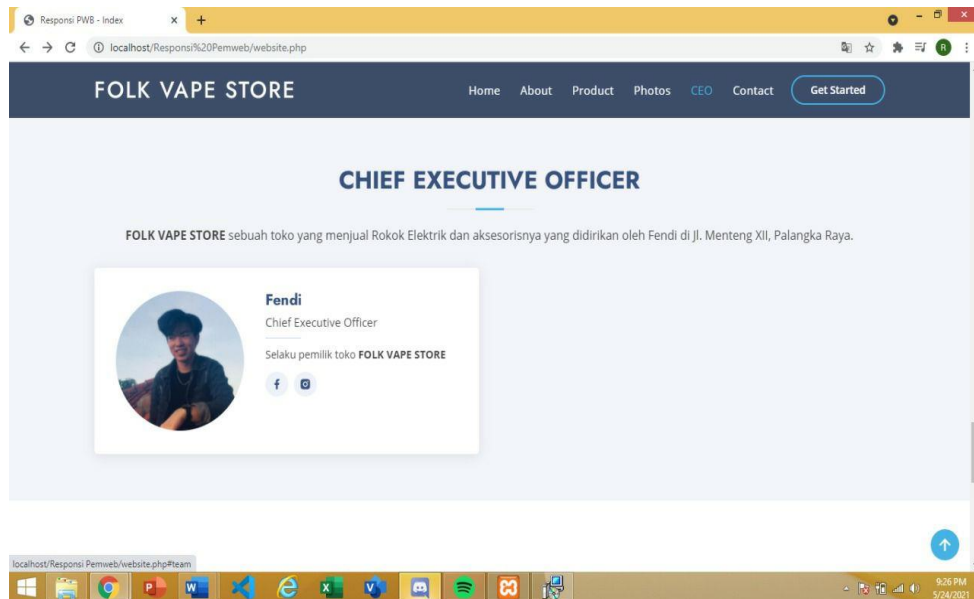 Responsi PWB - Index
localhost/Responsi%20Pemweb/website.php
R
FOLK VAPE STORE
Home About Product Photos CEO Contact Get Started
CHIEF EXECUTIVE OFFICER
FOLK VAPE STORE sebuah toko yang menjual Rokok Elektrik dan aksesorisnya yang didirikan oleh Fendi di Jl. Menteng XII, Palangka Raya.
Fendi
Chief Executive Officer
Selaku pemilik toko FOLK VAPE STORE
localhost/Responsi Pemweb/website.php#team
9:26 PM
5/24/2021